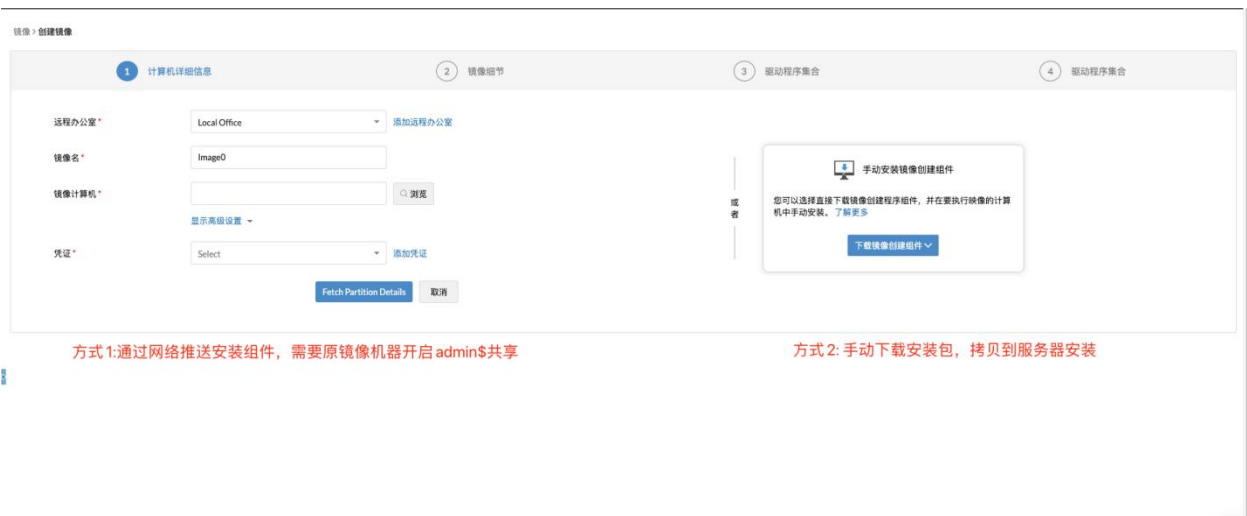 镜像 > 创建镜像
1 计算机详细信息
2 镜像细节
3 驱动程序集合
4 驱动程序集合
远程办公室* Local Office 添加远程办公室
镜像名* Image0
镜像计算机* 浏览
显示高级设置
凭证* Select 添加凭证
Fetch Partition Details 取消
或
者
手动安装镜像创建组件
您可以选择直接下载镜像创建程序组件，并在要执行映像的计算
机中手动安装。了解更多
下载镜像创建组件
方式1:通过网络推送安装组件，需要原镜像机器开启admin$共享
方式2: 手动下载安装包，拷贝到服务器安装